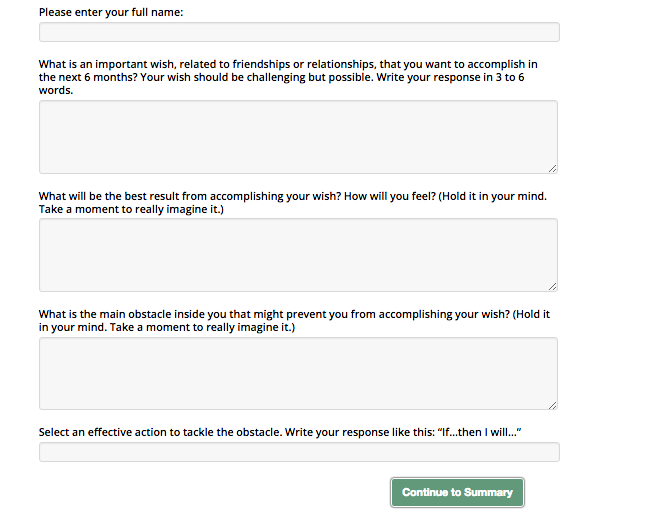 Please enter your full name:
What is an important wish, related to friendships or relationships, that you want to accomplish in
the next 6 months? Your wish should be challenging but possible. Write your response in 3 to 6
words.
What will be the best result from accomplishing your wish? How will you feel? (Hold it in your mind.
Take a moment to really imagine it.)
What is the main obstacle inside you that might prevent you from accomplishing your wish? (Hold it
in your mind. Take a moment to really imagine it.)
Select an effective action to tackle the obstacle. Write your response like this: “If...then I will...”
Continue to Summary